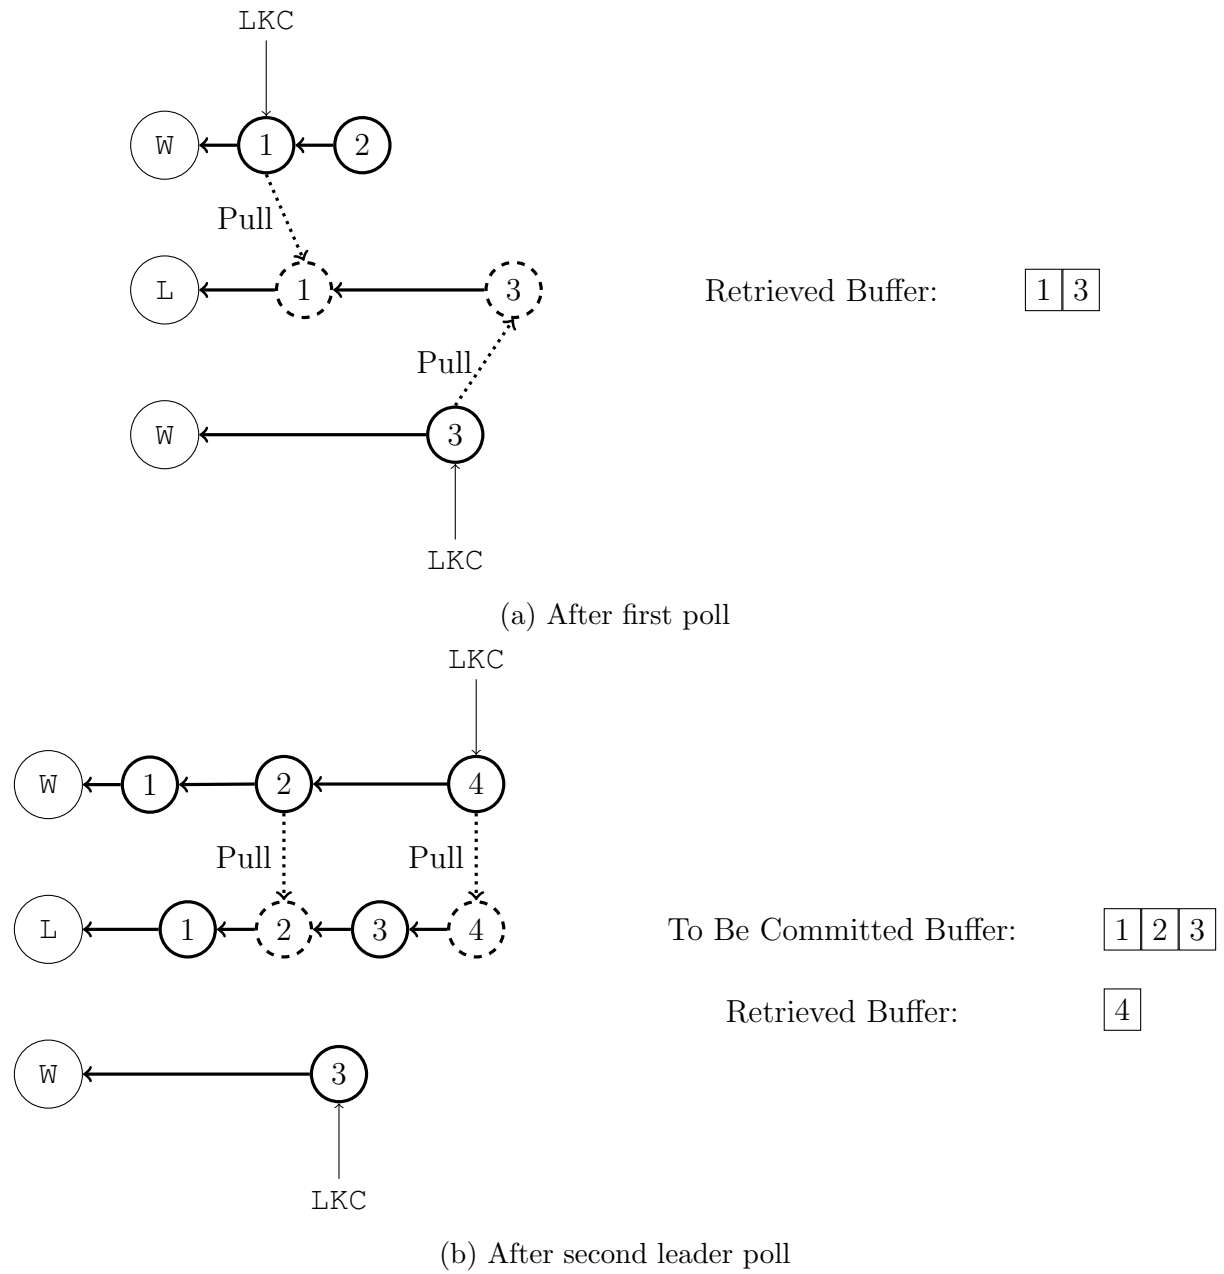 LKC
W 1 2
Pull
L 1 3 Retrieved Buffer: 1 3
Pull
W 3
LKC
(a) After first poll
LKC
W 1 2 4
Pull Pull
L 1 2 3 4 To Be Committed Buffer: 1 2 3
Retrieved Buffer: 4
W 3
LKC
(b) After second leader poll